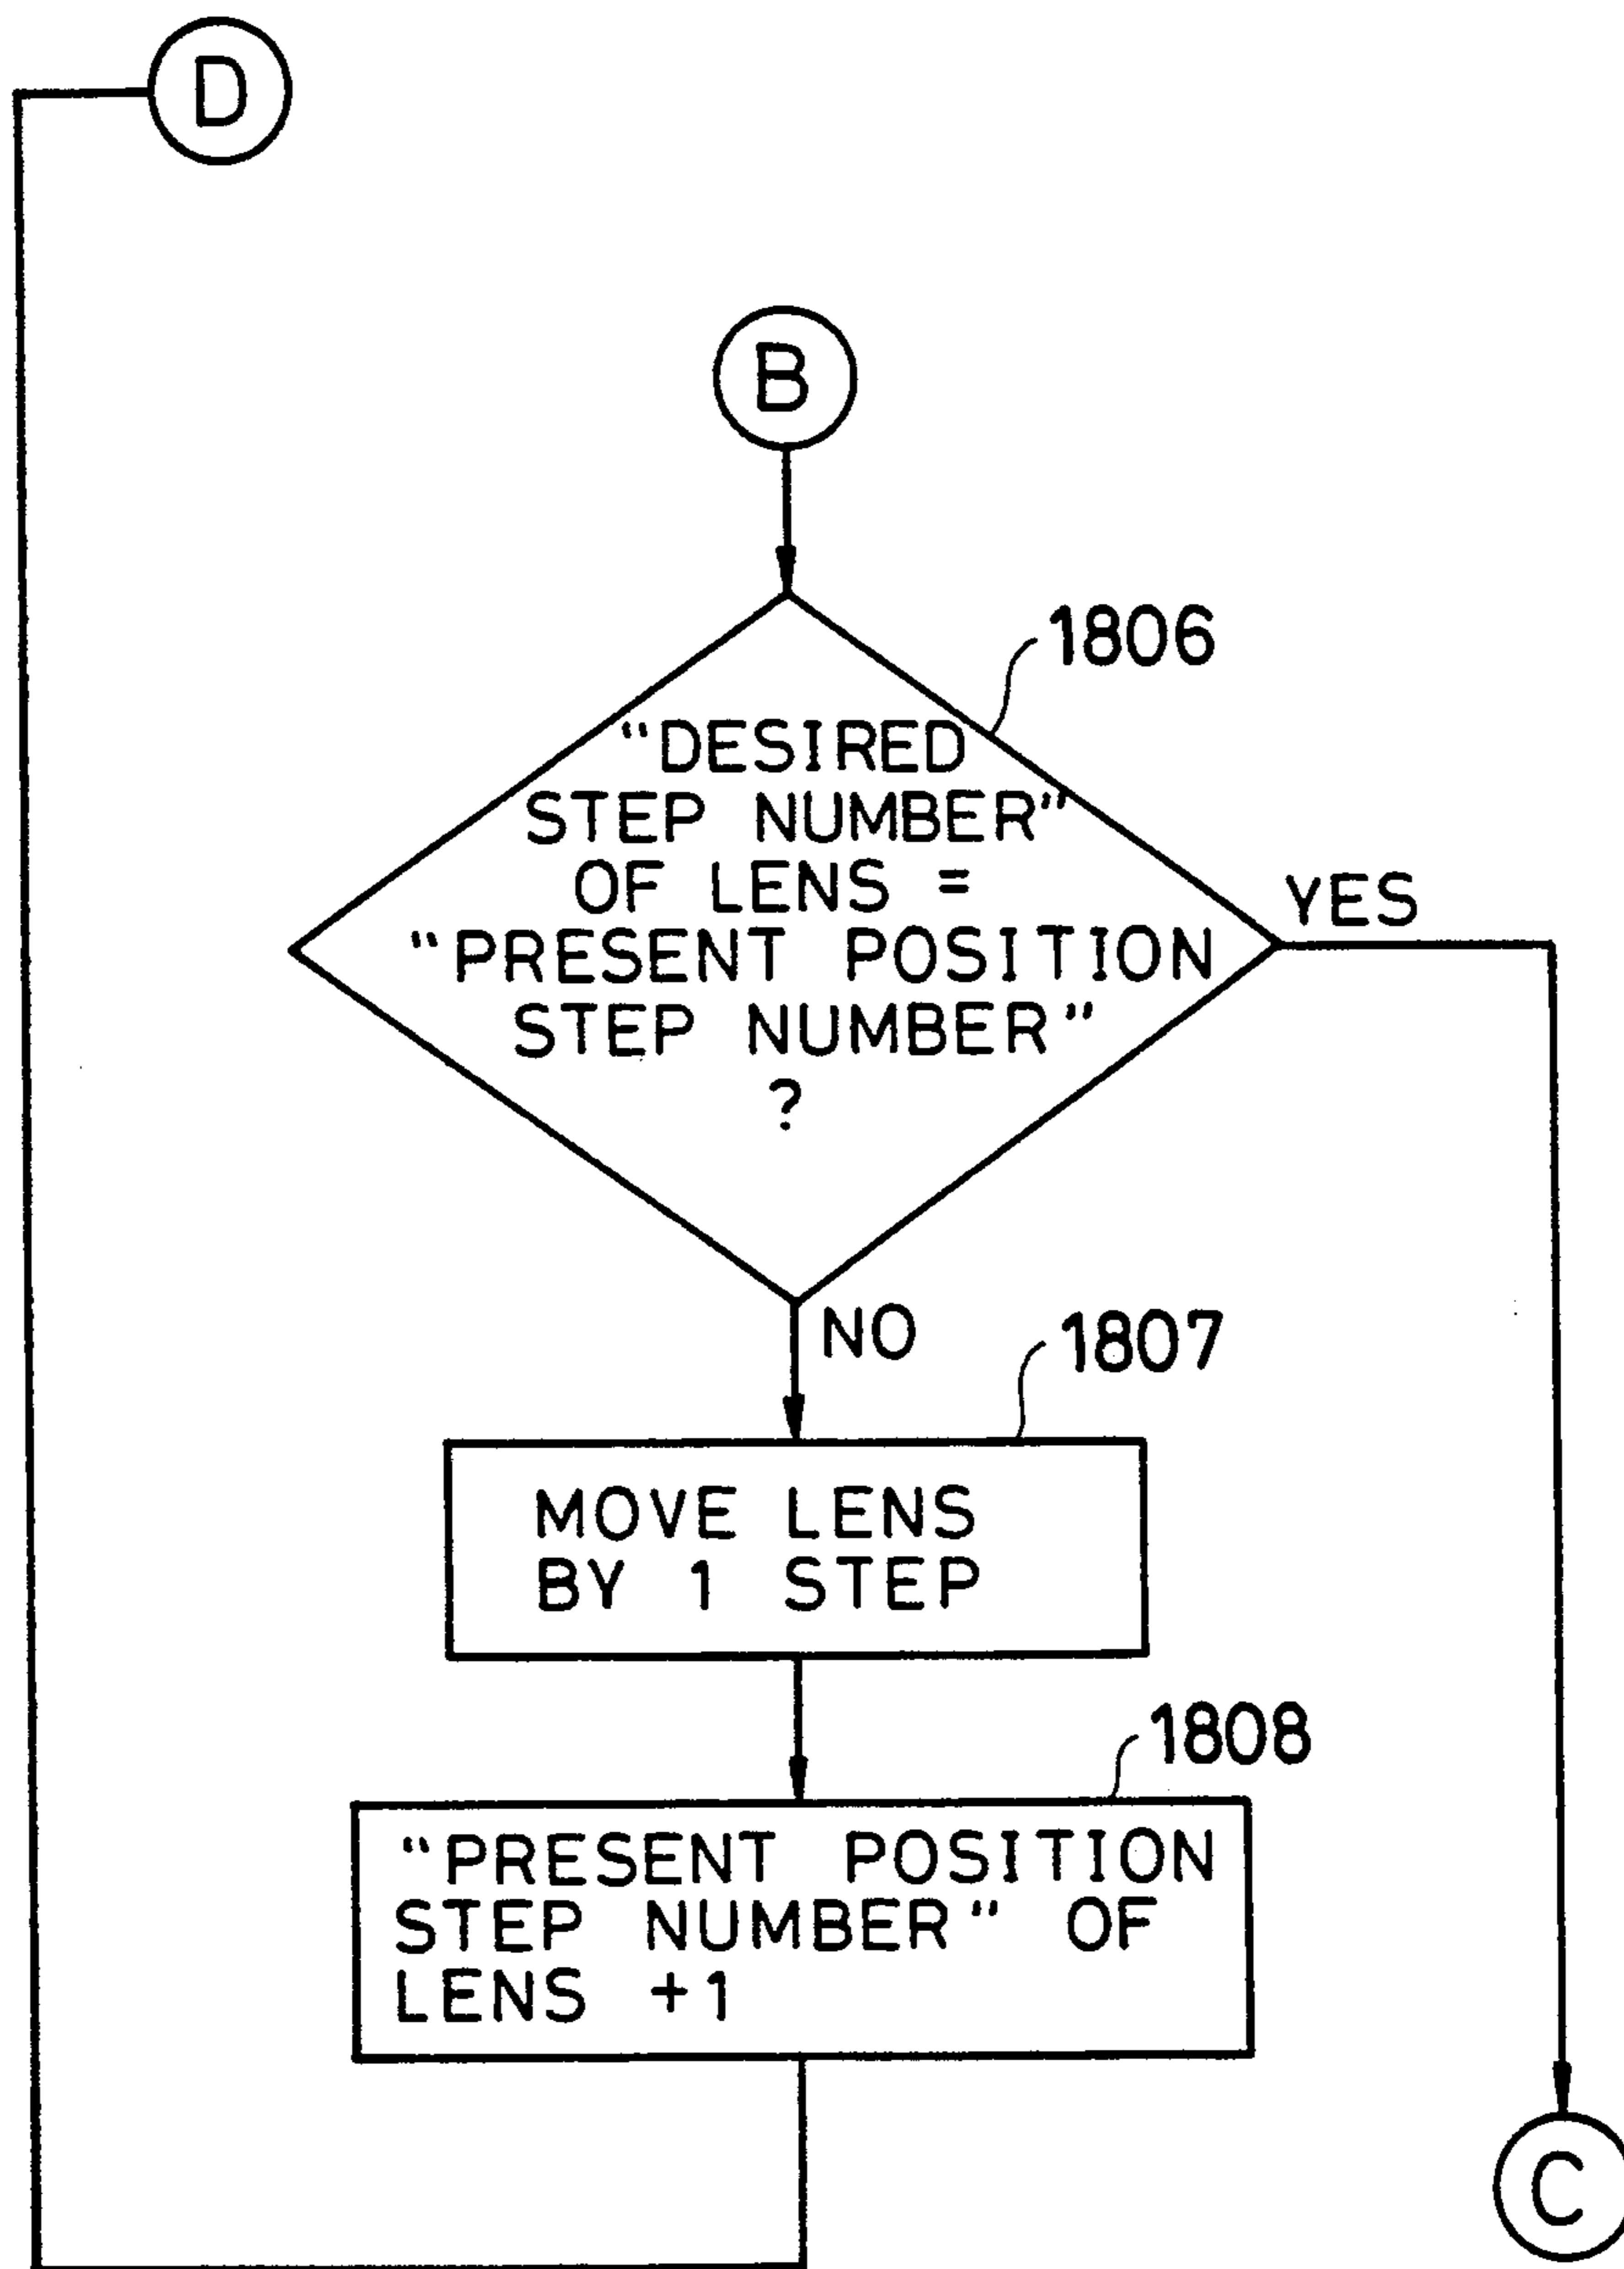 D
B
1806
"DESIRED
STEP NUMBER"
OF LENS =
"PRESENT POSITION
STEP NUMBER"
?
YES
NO
1807
MOVE LENS
BY 1 STEP
1808
"PRESENT POSITION
STEP NUMBER" OF
LENS +1
C